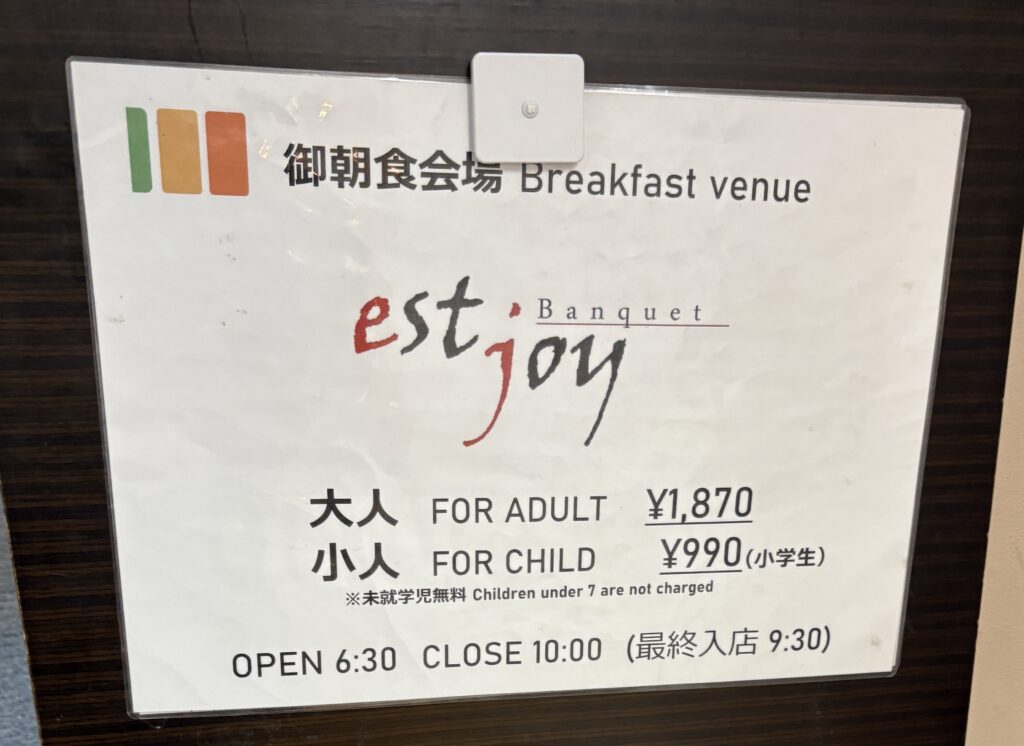 御朝食会場 Breakfast venue
est joy Banquet
大人 FOR ADULT ¥1,870
小人 FOR CHILD ¥990(小学生)
※未就学児無料 Children under 7 are not charged
OPEN 6:30 CLOSE 10:00 (最終入店 9:30)